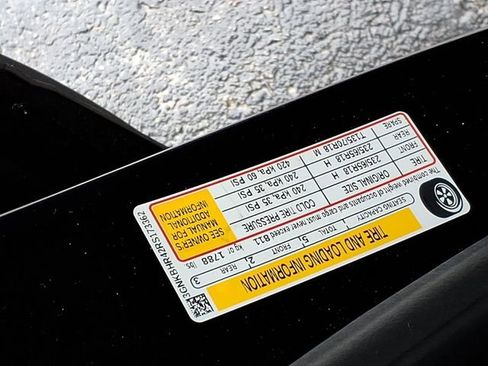 TIRE AND LOADING INFORMATION
SEATING CAPACITY TOTAL 5 FRONT 2 REAR 3
The combined weight of occupants and cargo must never exceed 811 kg or 1788
TIRE ORIGINAL SIZE COLD TIRE PRESSURE
FRONT 235/65R18 H 240 kPa, 35 PSI
REAR 235/65R18 H 240 kPa, 35 PSI
SPARE T135/70R18 M 420 kPa, 60 PSI
SEE OWNER'S
MANUAL FOR
ADDITIONAL
INFORMATION
3GNKBHR42RS173362